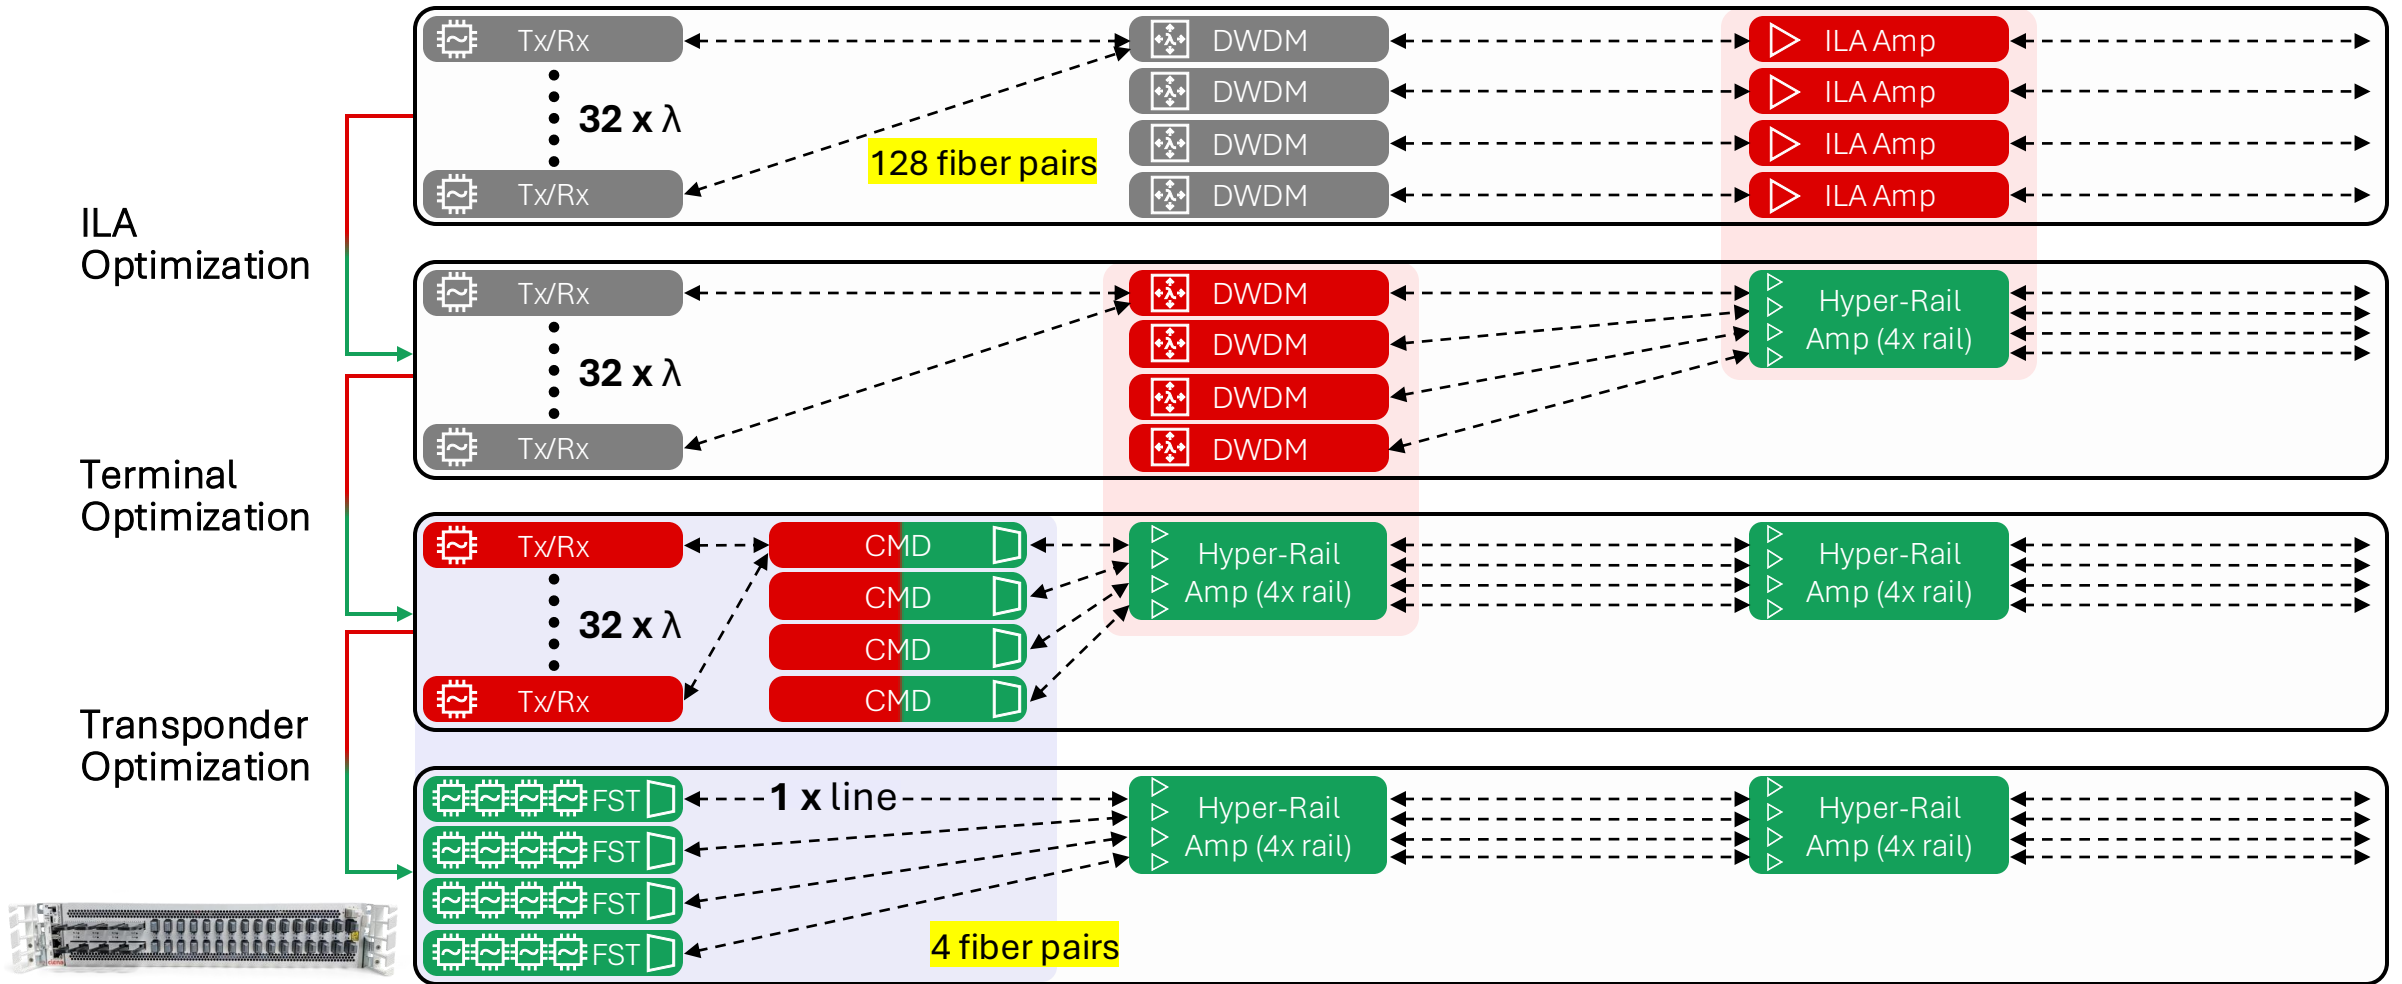 Tx/Rx
DWDM
ILA Amp
DWDM
ILA Amp
32 x λ
128 fiber pairs
DWDM
ILA Amp
Tx/Rx
DWDM
ILA Amp
ILA
Optimization
Tx/Rx
DWDM
Hyper-Rail
Amp (4x rail)
DWDM
32 x λ
DWDM
Tx/Rx
DWDM
Terminal
Optimization
Tx/Rx
CMD
Hyper-Rail
Amp (4x rail)
Hyper-Rail
Amp (4x rail)
CMD
32 x λ
CMD
Tx/Rx
CMD
Transponder
Optimization
FST
1 x line
Hyper-Rail
Amp (4x rail)
Hyper-Rail
Amp (4x rail)
FST
FST
FST
4 fiber pairs